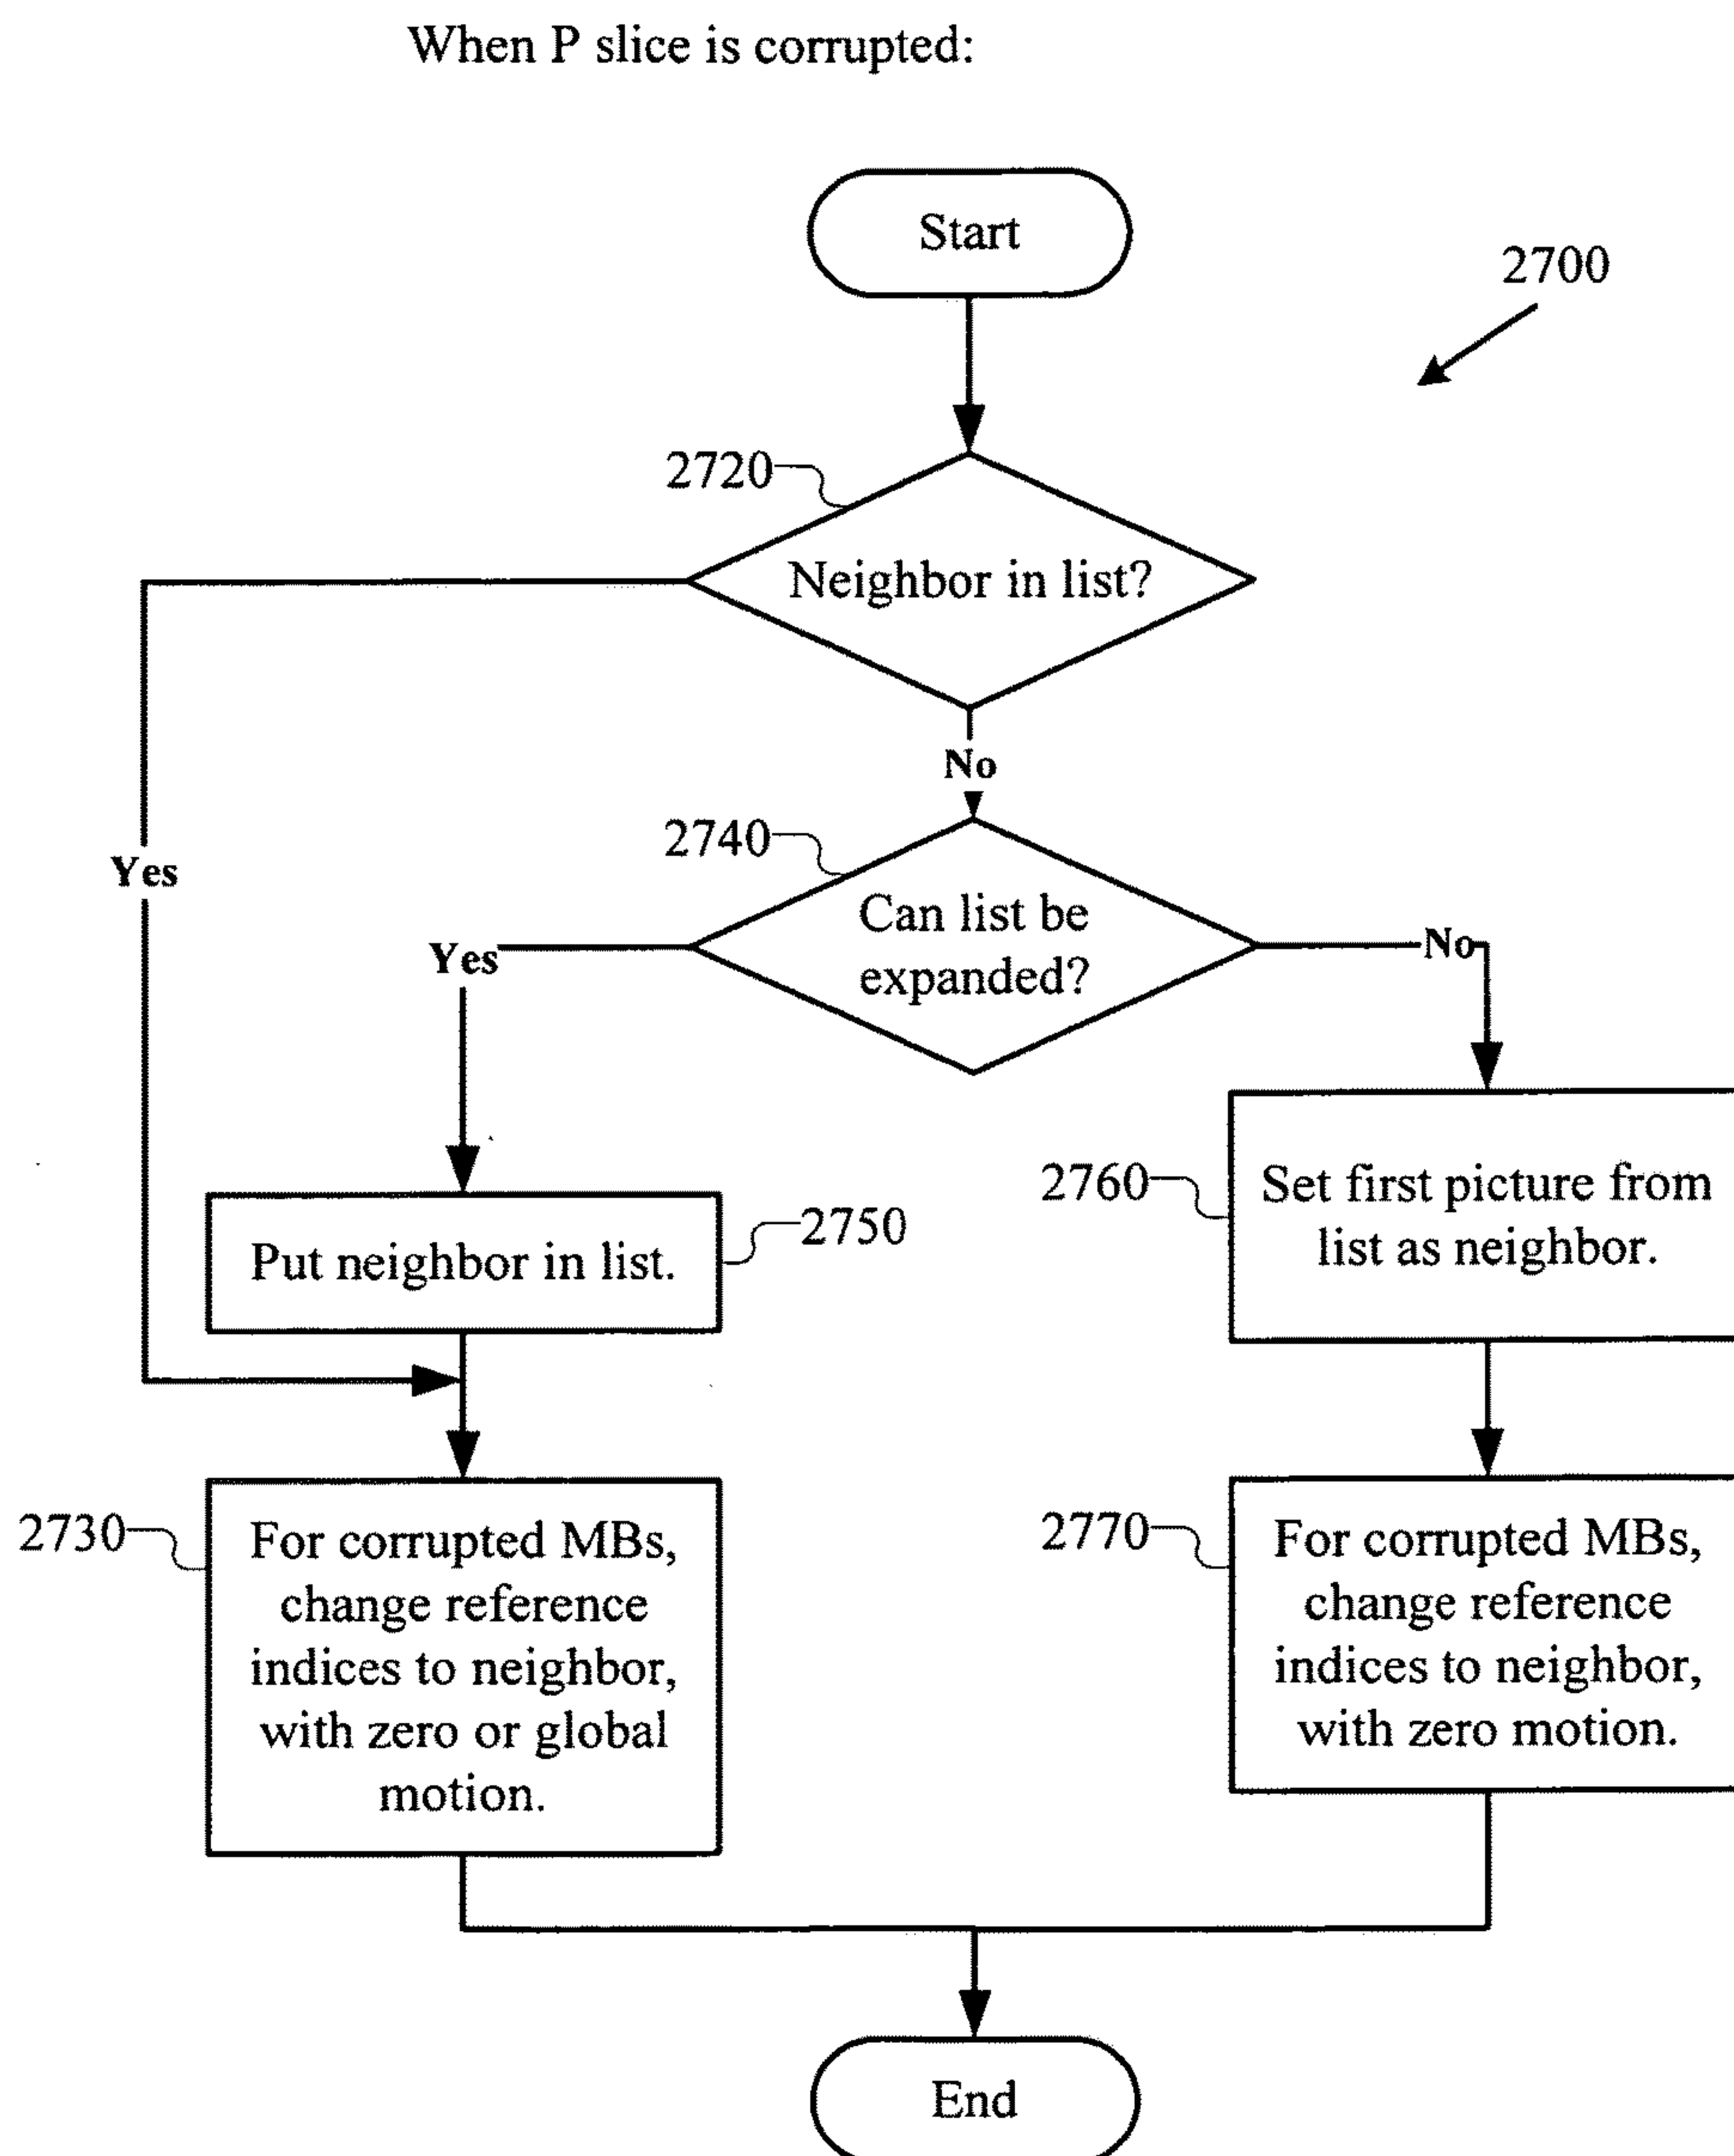 When P slice is corrupted:
Start
2700
2720
Neighbor in list?
No
Yes
2740
Can list be
expanded?
Yes
No
2760
Set first picture from
list as neighbor.
Put neighbor in list.
2750
2730
For corrupted MBs,
change reference
indices to neighbor,
with zero or global
motion.
2770
For corrupted MBs,
change reference
indices to neighbor,
with zero motion.
End